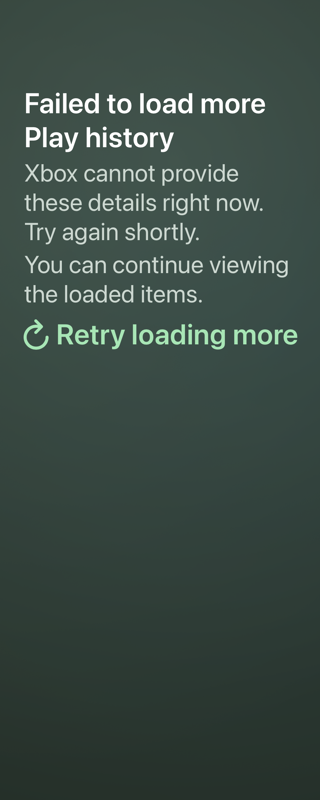 Failed to load more
Play history
Xbox cannot provide
these details right now.
Try again shortly.
You can continue viewing
the loaded items.
Retry loading more